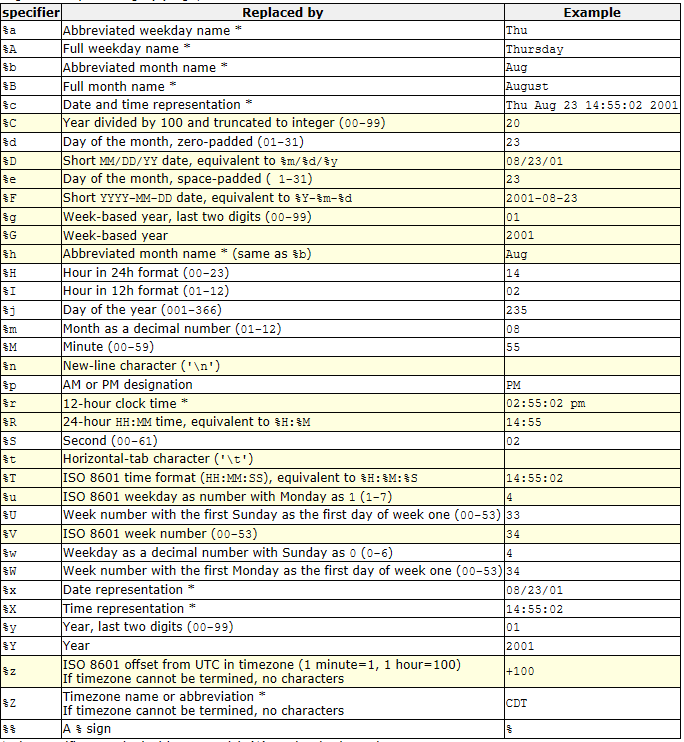 specifier Replaced by Example
%a Abbreviated weekday name * Thu
%A Full weekday name * Thursday
%b Abbreviated month name * Aug
%B Full month name * August
%c Date and time representation * Thu Aug 23 14:55:02 2001
%C Year divided by 100 and truncated to integer (00-99) 20
%d Day of the month, zero-padded (01-31) 23
%D Short MM/DD/YY date, equivalent to %m/%d/%y 08/23/01
%e Day of the month, space-padded ( 1-31) 23
%F Short YYYY-MM-DD date, equivalent to %Y-%m-%d 2001-08-23
%g Week-based year, last two digits (00-99) 01
%G Week-based year 2001
%h Abbreviated month name * (same as %b) Aug
%H Hour in 24h format (00-23) 14
%I Hour in 12h format (01-12) 02
%j Day of the year (001-366) 235
%m Month as a decimal number (01-12) 08
%M Minute (00-59) 55
%n New-line character ('\n')
%p AM or PM designation PM
%r 12-hour clock time * 02:55:02 pm
%R 24-hour HH:MM time, equivalent to %H:%M 14:55
%S Second (00-61) 02
%t Horizontal-tab character ('\t')
%T ISO 8601 time format (HH:MM:SS), equivalent to %H:%M:%S 14:55:02
%u ISO 8601 weekday as number with Monday as 1 (1-7) 4
%U Week number with the first Sunday as the first day of week one (00-53) 33
%V ISO 8601 week number (00-53) 34
%w Weekday as a decimal number with Sunday as 0 (0-6) 4
%W Week number with the first Monday as the first day of week one (00-53) 34
%x Date representation * 08/23/01
%X Time representation * 14:55:02
%y Year, last two digits (00-99) 01
%Y Year 2001
%z ISO 8601 offset from UTC in timezone (1 minute=1, 1 hour=100) +100
If timezone cannot be termined, no characters
%Z Timezone name or abbreviation * CDT
If timezone cannot be termined, no characters
%% A % sign %